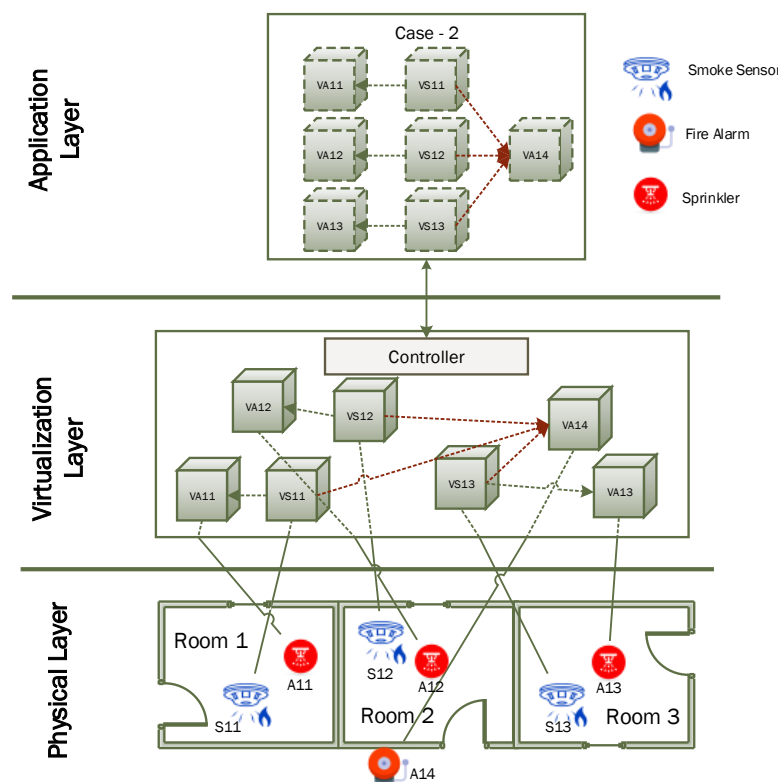 Case - 2
VA11
VS11
VA12
VS12
VA14
VA13
VS13
Application
Layer
Smoke Sensor
Fire Alarm
Sprinkler
Controller
VA12
VS12
VA14
VA11
VS11
VS13
VA13
Virtualization
Layer
Physical Layer
Room 1
A11
S11
S12
A12
Room 2
A13
S13
Room 3
A14